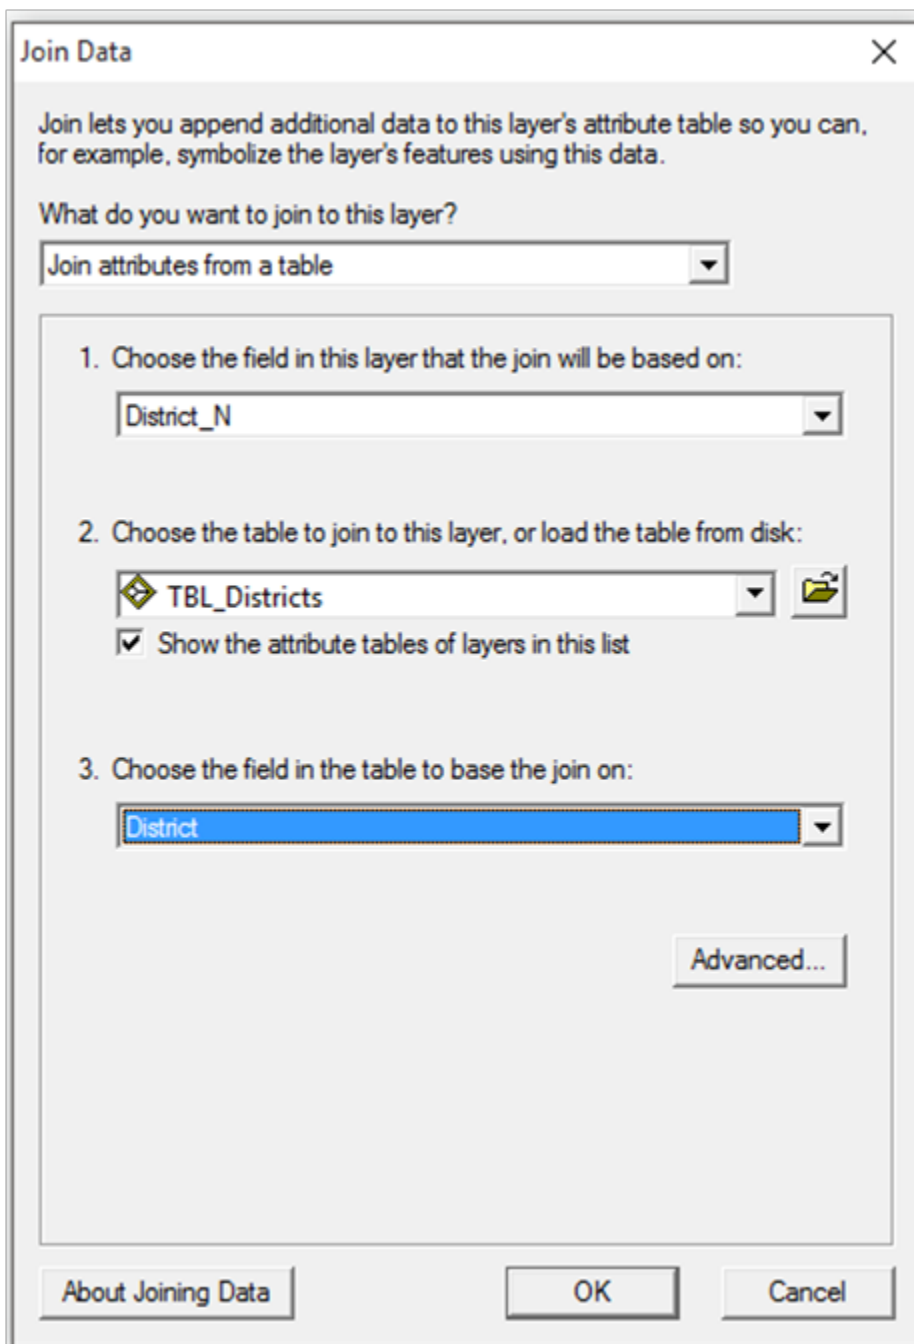 Join Data
Join lets you append additional data to this layer's attribute table so you can,
for example, symbolize the layer's features using this data.
What do you want to join to this layer?
Join attributes from a table
1. Choose the field in this layer that the join will be based on:
District_N
2. Choose the table to join to this layer, or load the table from disk:
TBL_Districts
Show the attribute tables of layers in this list
3. Choose the field in the table to base the join on:
District
Advanced...
About Joining Data
OK
Cancel